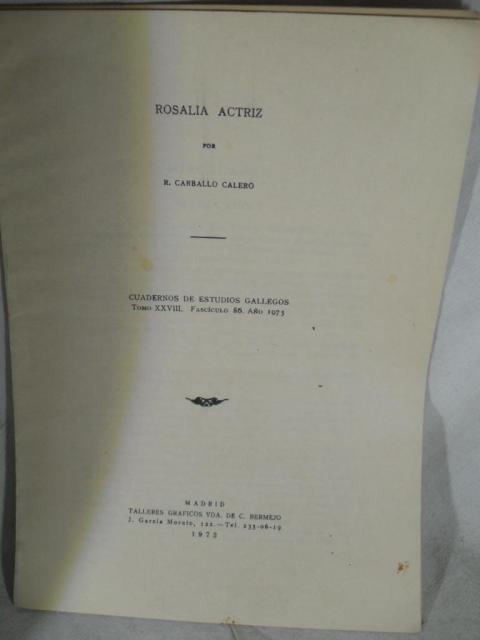 ROSALIA ACTRIZ
POR
R. CARBALLO CALERO
CUADERNOS DE ESTUDIOS GALLEGOS
TOMO XXVIII. FASCÍCULO 86. AÑO 1973
MADRID
TALLERES GRAFICOS VDA. DE C. BERMEJO
J. García Morato, 122.—Tel. 233-06-19
1973